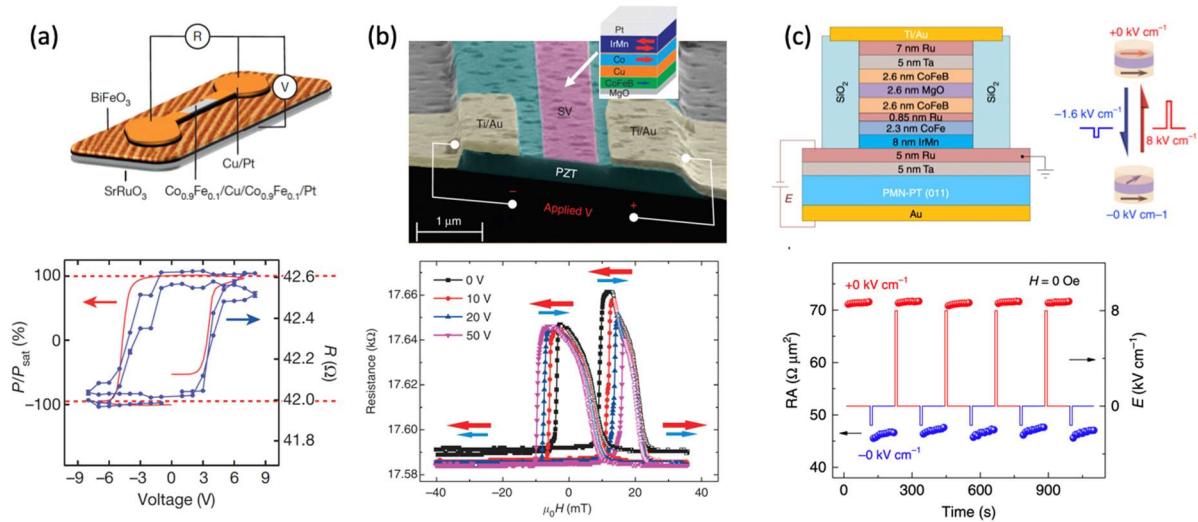 (a)
R
BiFeO3
V
Cu/Pt
SrRuO3
Co0.9Fe0.1/Cu/Co0.9Fe0.1/Pt
100
0
−100
P/Psat (%)
42.6
42.4
42.2
42.0
41.8
R (Ω)
−9 −6 −3 0 3 6 9
Voltage (V)
(b)
Pt
IrMn
Co
Cu
CoFeB
MgO
Ti/Au
SV
Ti/Au
PZT
−
Applied V
+
1 μm
0 V
10 V
20 V
50 V
17.66
17.64
17.62
17.60
17.58
Resistance (kΩ)
−40 −20 0 20 40
μ0H (mT)
(c)
Ti/Au
7 nm Ru
5 nm Ta
2.6 nm CoFeB
2.6 nm MgO
2.6 nm CoFeB
0.85 nm Ru
2.3 nm CoFe
8 nm IrMn
5 nm Ru
5 nm Ta
PMN-PT (011)
Au
SiO2
SiO2
E
+0 kV cm−1
−1.6 kV cm−1
8 kV cm−1
−0 kV cm–1
+0 kV cm−1
H = 0 Oe
−0 kV cm−1
70
60
50
40
RA (Ω μm2)
8
0
E (kV cm−1)
0 300 600 900
Time (s)